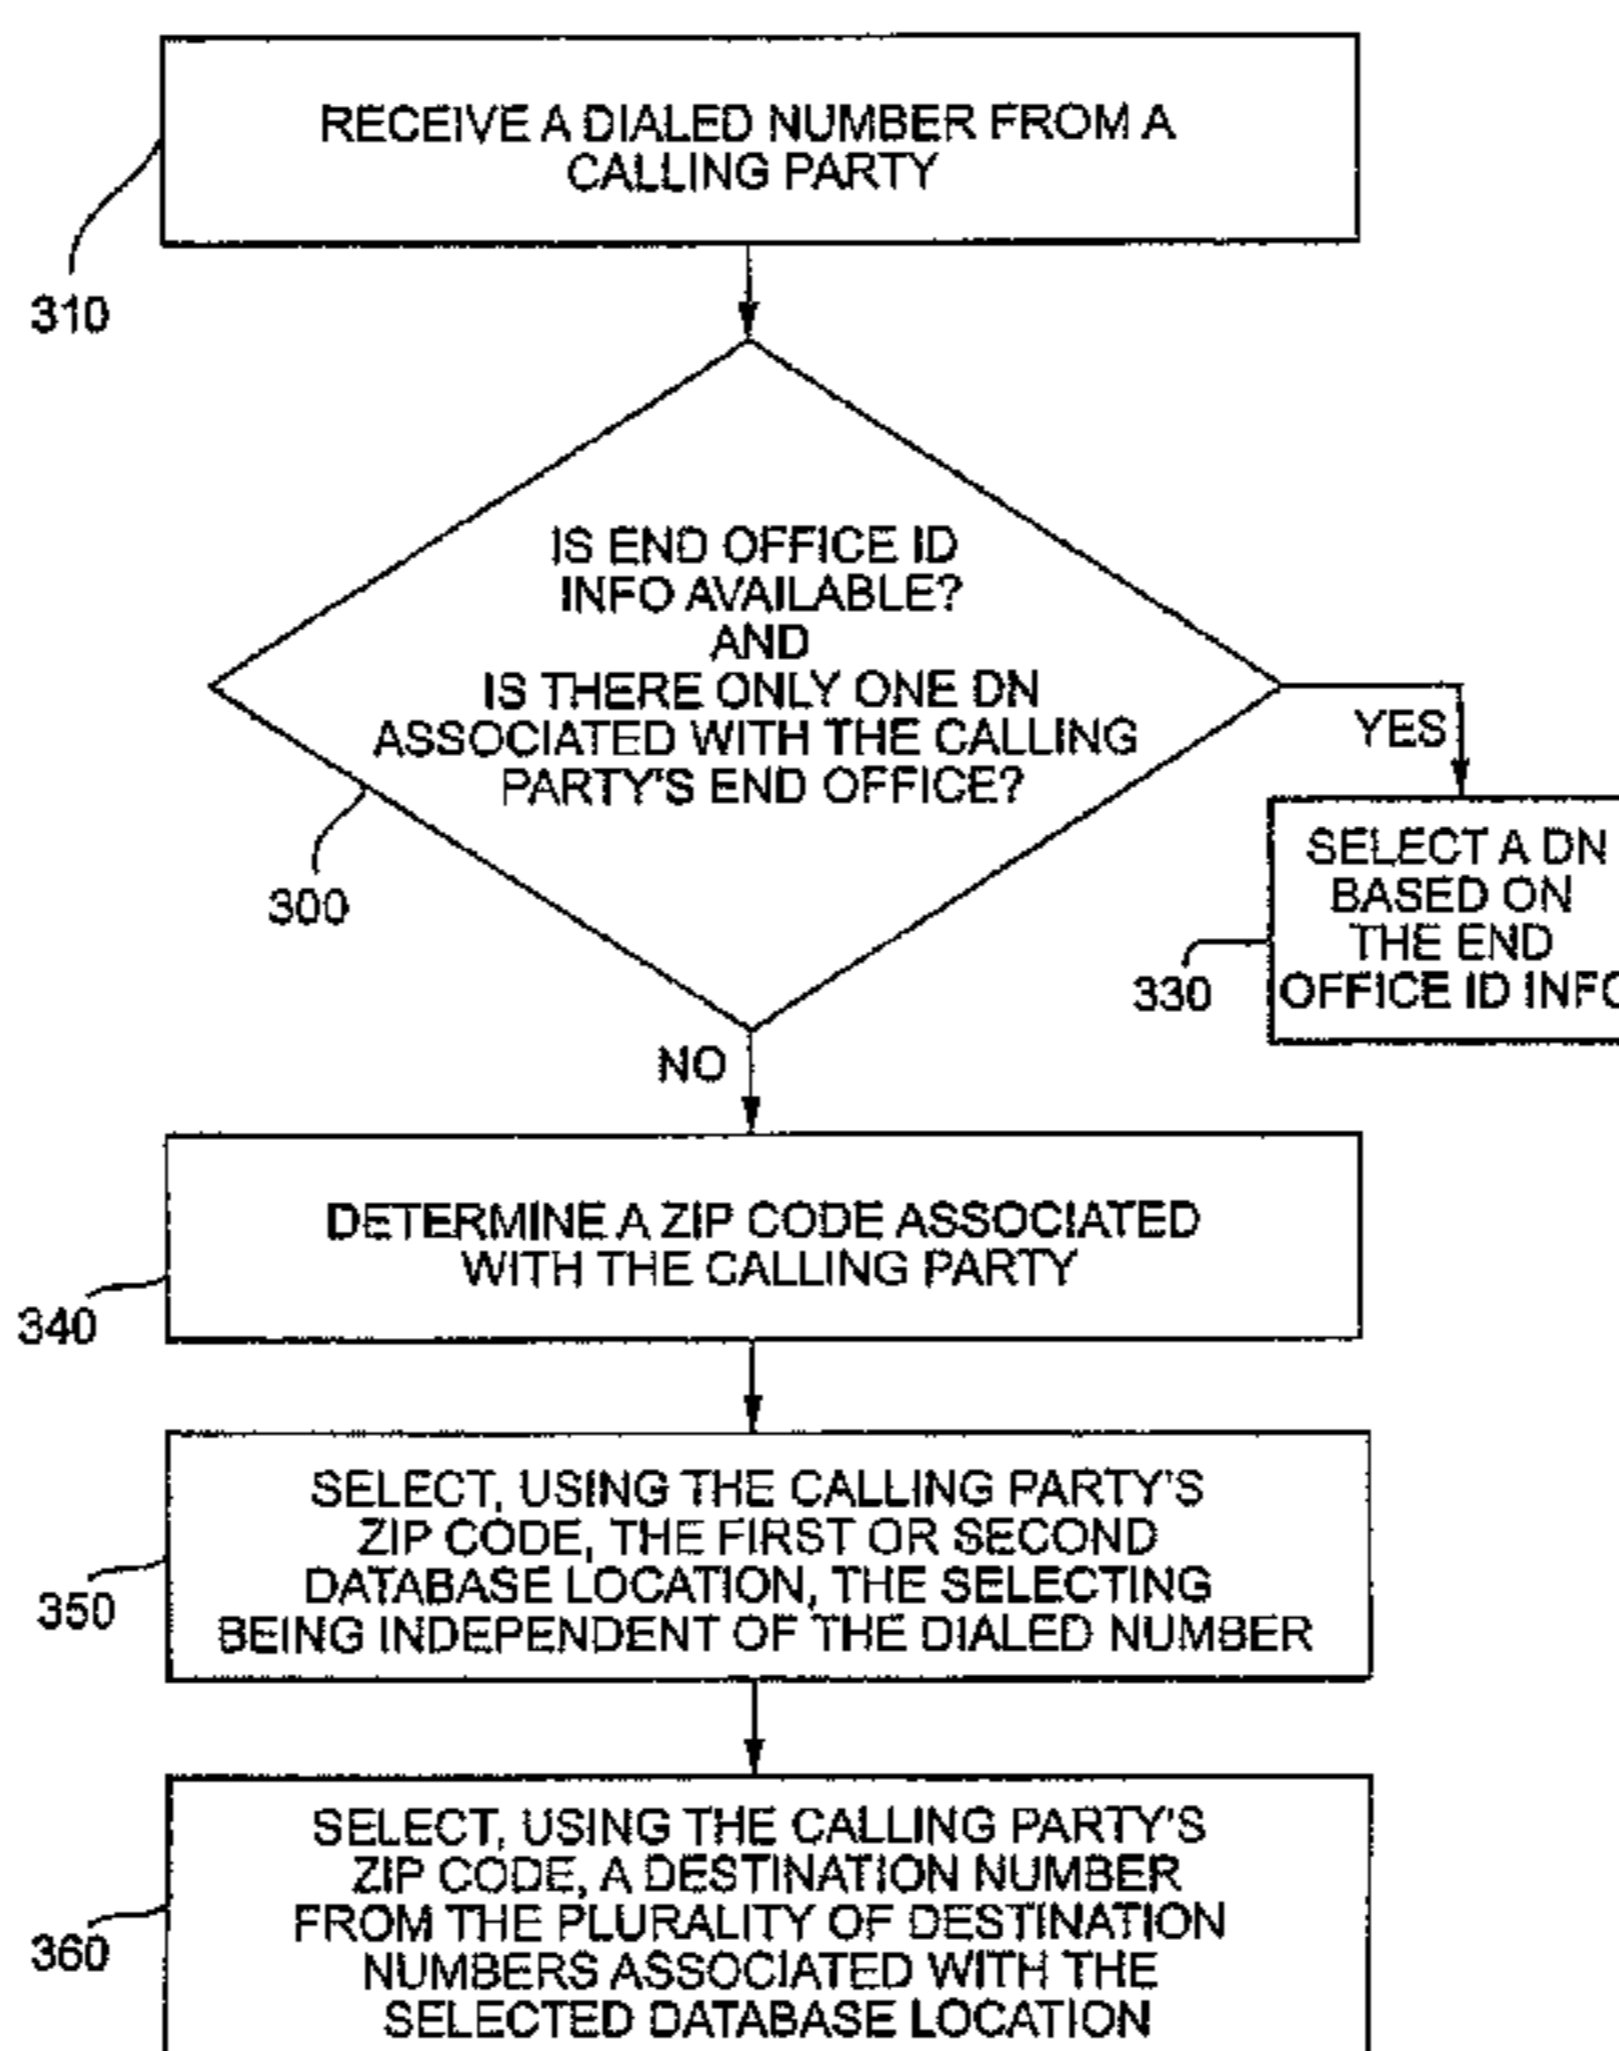 RECEIVE A DIALED NUMBER FROM A
CALLING PARTY
310
IS END OFFICE ID
INFO AVAILABLE?
AND
IS THERE ONLY ONE DN
ASSOCIATED WITH THE CALLING
PARTY'S END OFFICE?
300
YES
SELECT A DN
BASED ON
THE END
OFFICE ID INFO
330
NO
DETERMINE A ZIP CODE ASSOCIATED
WITH THE CALLING PARTY
340
SELECT, USING THE CALLING PARTY'S
ZIP CODE, THE FIRST OR SECOND
DATABASE LOCATION, THE SELECTING
BEING INDEPENDENT OF THE DIALED NUMBER
350
SELECT, USING THE CALLING PARTY'S
ZIP CODE, A DESTINATION NUMBER
FROM THE PLURALITY OF DESTINATION
NUMBERS ASSOCIATED WITH THE
SELECTED DATABASE LOCATION
360